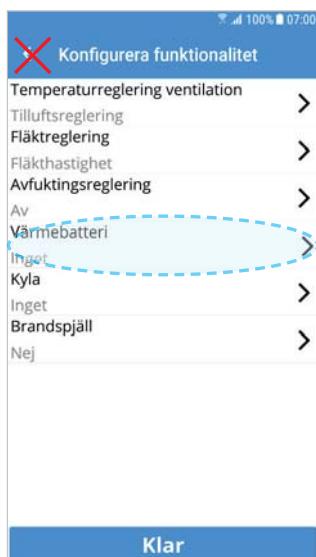 100% 07:00
Konfigurera funktionalitet
Temperaturreglering ventilation
Tilluftsreglering
Fläktreglering
Fläkthastighet
Avfuktingsreglering
Av
Värmebatteri
Inget
Kyla
Inget
Brandspjäll
Nej
Klar